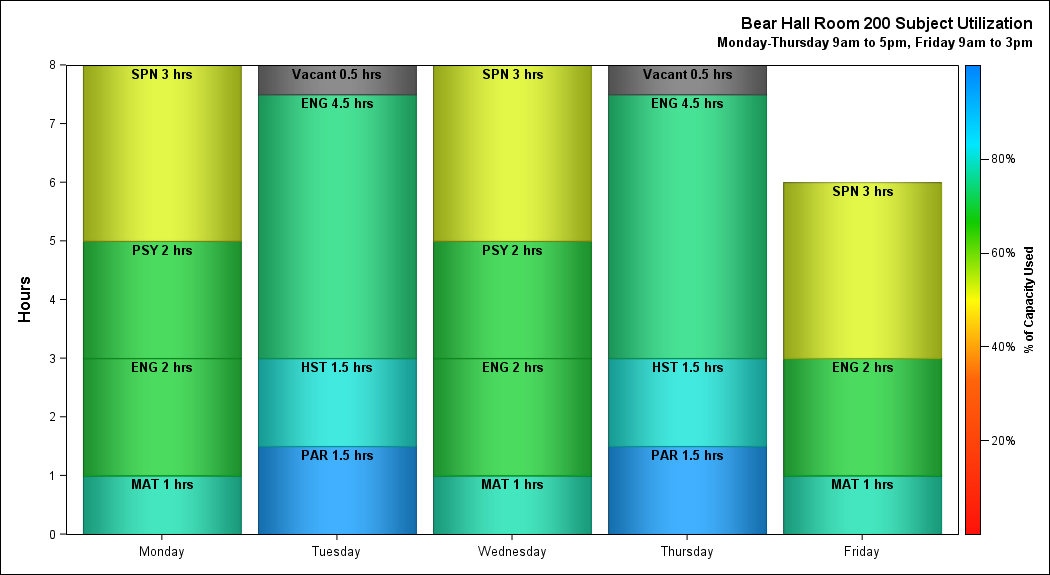 Bear Hall Room 200 Subject Utilization
Monday-Thursday 9am to 5pm, Friday 9am to 3pm
Hours
8
7
6
5
4
3
2
1
0
SPN 3 hrs
PSY 2 hrs
ENG 2 hrs
MAT 1 hrs
Vacant 0.5 hrs
ENG 4.5 hrs
HST 1.5 hrs
PAR 1.5 hrs
SPN 3 hrs
PSY 2 hrs
ENG 2 hrs
MAT 1 hrs
Vacant 0.5 hrs
ENG 4.5 hrs
HST 1.5 hrs
PAR 1.5 hrs
SPN 3 hrs
ENG 2 hrs
MAT 1 hrs
Monday
Tuesday
Wednesday
Thursday
Friday
80%
60%
40%
20%
% of Capacity Used